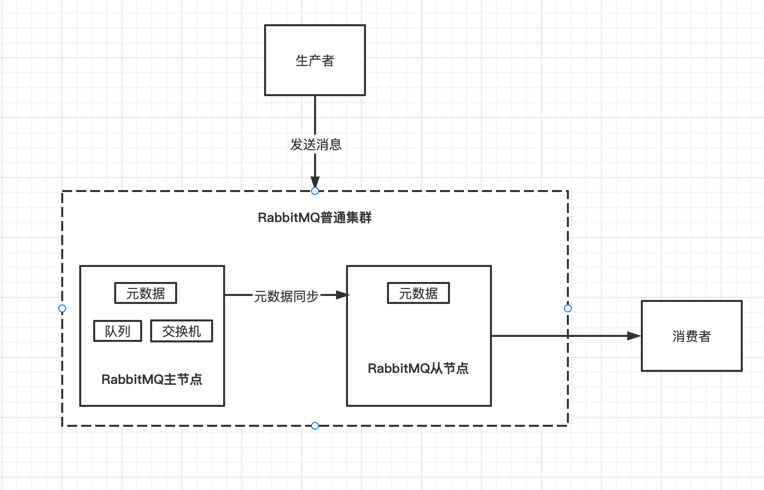 生产者
发送消息
RabbitMQ普通集群
元数据
元数据同步
元数据
队列
交换机
RabbitMQ主节点
RabbitMQ从节点
消费者